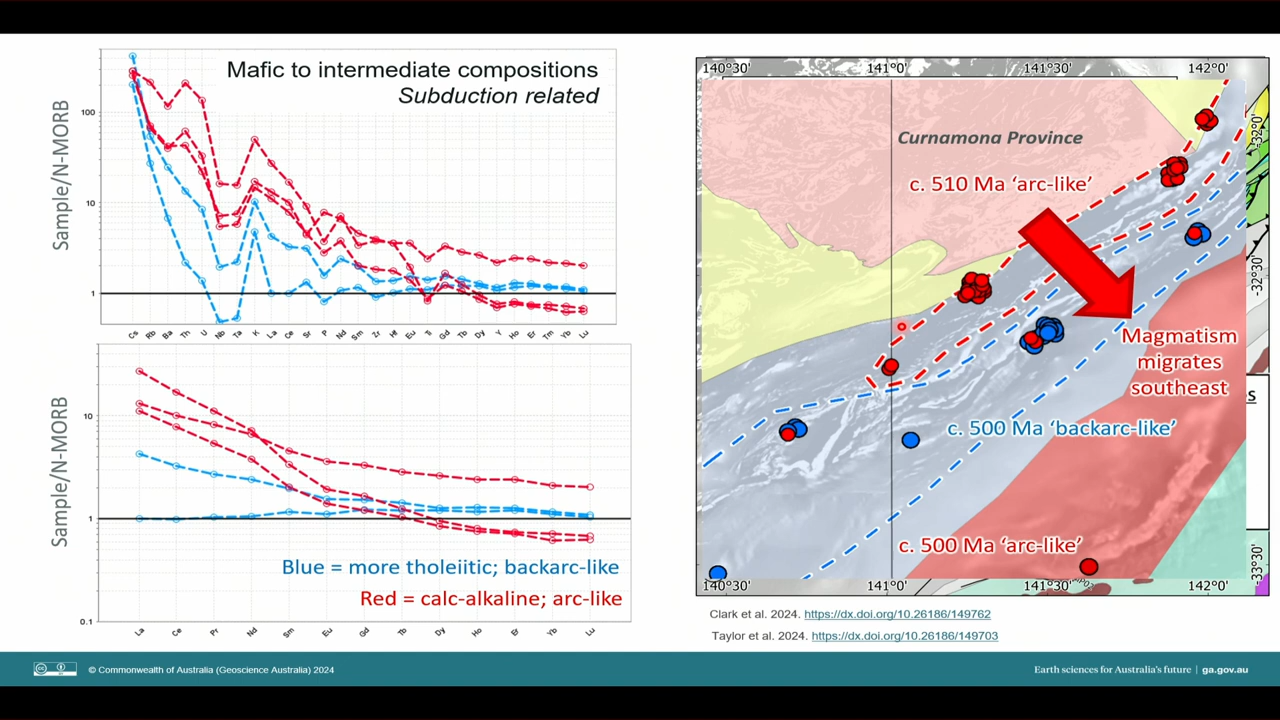 Mafic to intermediate compositions
Subduction related
Sample/N-MORB
100
10
1
Cs Rb Ba Th U Nb Ta K La Ce Sr P Nd Sm Zr Hf Eu Ti Gd Tb Dy Y Ho Er Tm Yb Lu
Sample/N-MORB
10
1
0.1
Blue = more tholeiitic; backarc-like
Red = calc-alkaline; arc-like
La Ce Pr Nd Sm Eu Gd Tb Dy Ho Er Yb Lu
140°30' 141°0' 141°30' 142°0'
-32°0'
Curnamona Province
c. 510 Ma ‘arc-like’
-32°30'
Magmatism
migrates
southeast
s
c. 500 Ma ‘backarc-like’
c. 500 Ma ‘arc-like’
-33°30'
140°30' 141°0' 141°30' 142°0'
Clark et al. 2024. https://dx.doi.org/10.26186/149762
Taylor et al. 2024. https://dx.doi.org/10.26186/149703
© Commonwealth of Australia (Geoscience Australia) 2024
Earth sciences for Australia's future | ga.gov.au